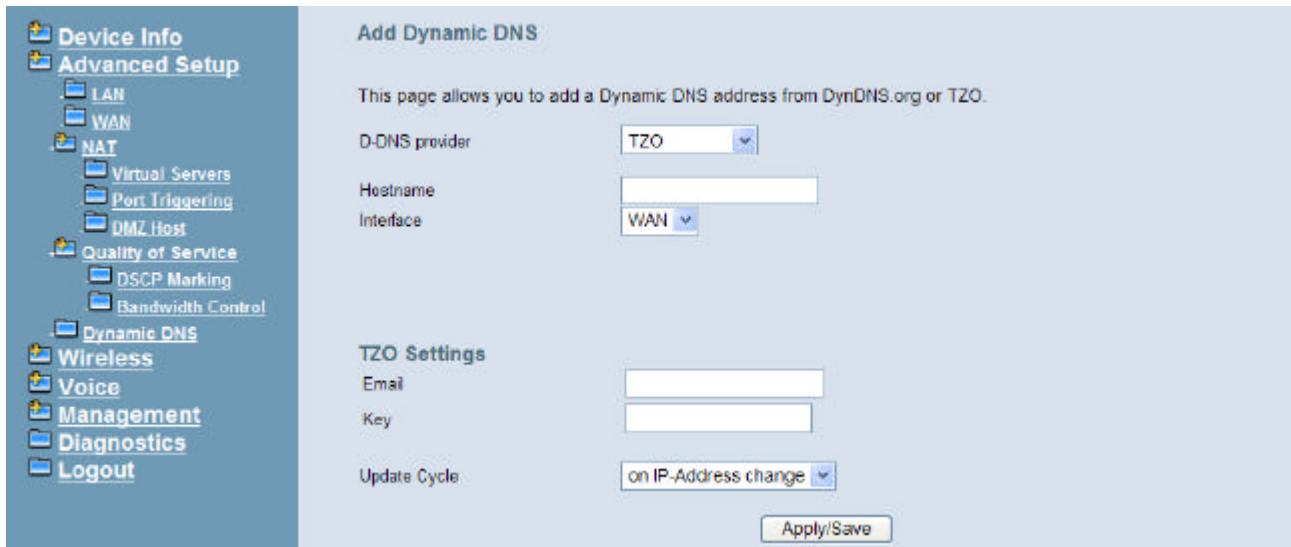 Device Info
Advanced Setup
LAN
WAN
NAT
Virtual Servers
Port Triggering
DMZ Host
Quality of Service
DSCP Marking
Bandwidth Control
Dynamic DNS
Wireless
Voice
Management
Diagnostics
Logout
Add Dynamic DNS
This page allows you to add a Dynamic DNS address from DynDNS.org or TZO.
D-DNS provider TZO
Hostname
Interface WAN
TZO Settings
Email
Key
Update Cycle on IP-Address change
Apply/Save